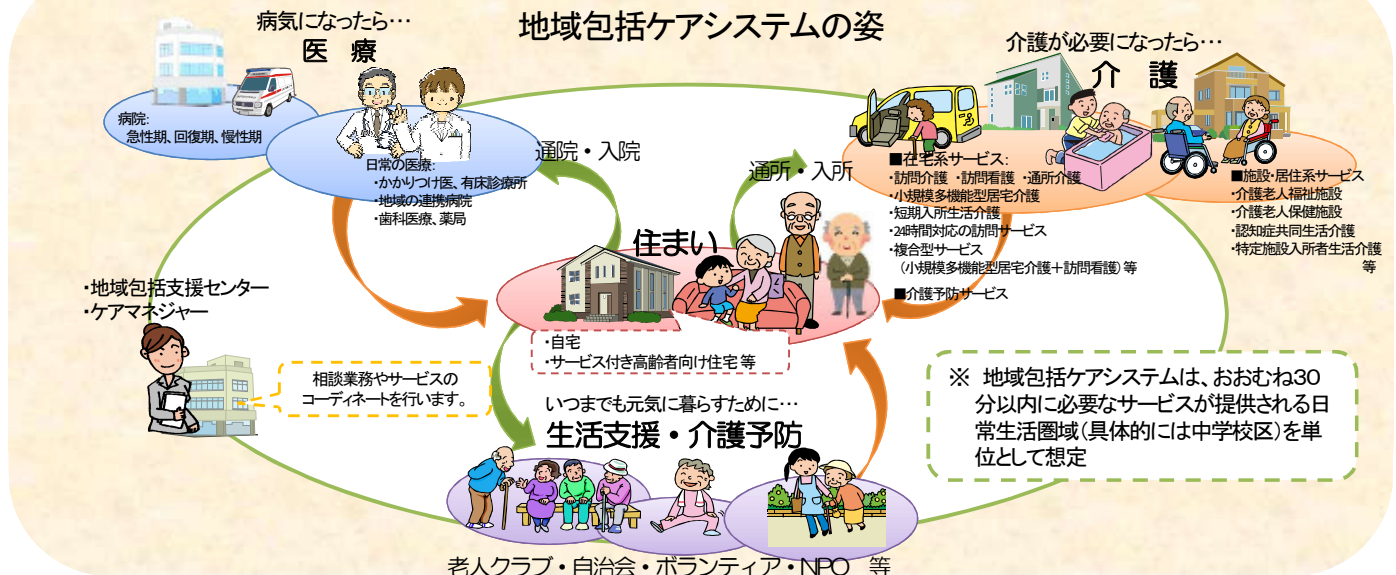 地域包括ケアシステムの姿
病気になったら…
医 療
病院:
急性期、回復期、慢性期
日常の医療:
・かかりつけ医、有床診療所
・地域の連携病院
・歯科医療、薬局
通院・入院
通所・入所
介護が必要になったら…
介 護
■在宅系サービス:
・訪問介護 ・訪問看護 ・通所介護
・小規模多機能型居宅介護
・短期入所生活介護
・24時間対応の訪問サービス
・複合型サービス
(小規模多機能型居宅介護+訪問看護)等
■介護予防サービス
■施設・居住系サービス
・介護老人福祉施設
・介護老人保健施設
・認知症共同生活介護
・特定施設入所者生活介護
等
住まい
・自宅
・サービス付き高齢者向け住宅 等
・地域包括支援センター
・ケアマネジャー
相談業務やサービスの
コーディネートを行います。
いつまでも元気に暮らすために…
生活支援・介護予防
老人クラブ・自治会・ボランティア・NPO 等
※ 地域包括ケアシステムは、おおむね30
分以内に必要なサービスが提供される日
常生活圏域(具体的には中学校区)を単
位として想定